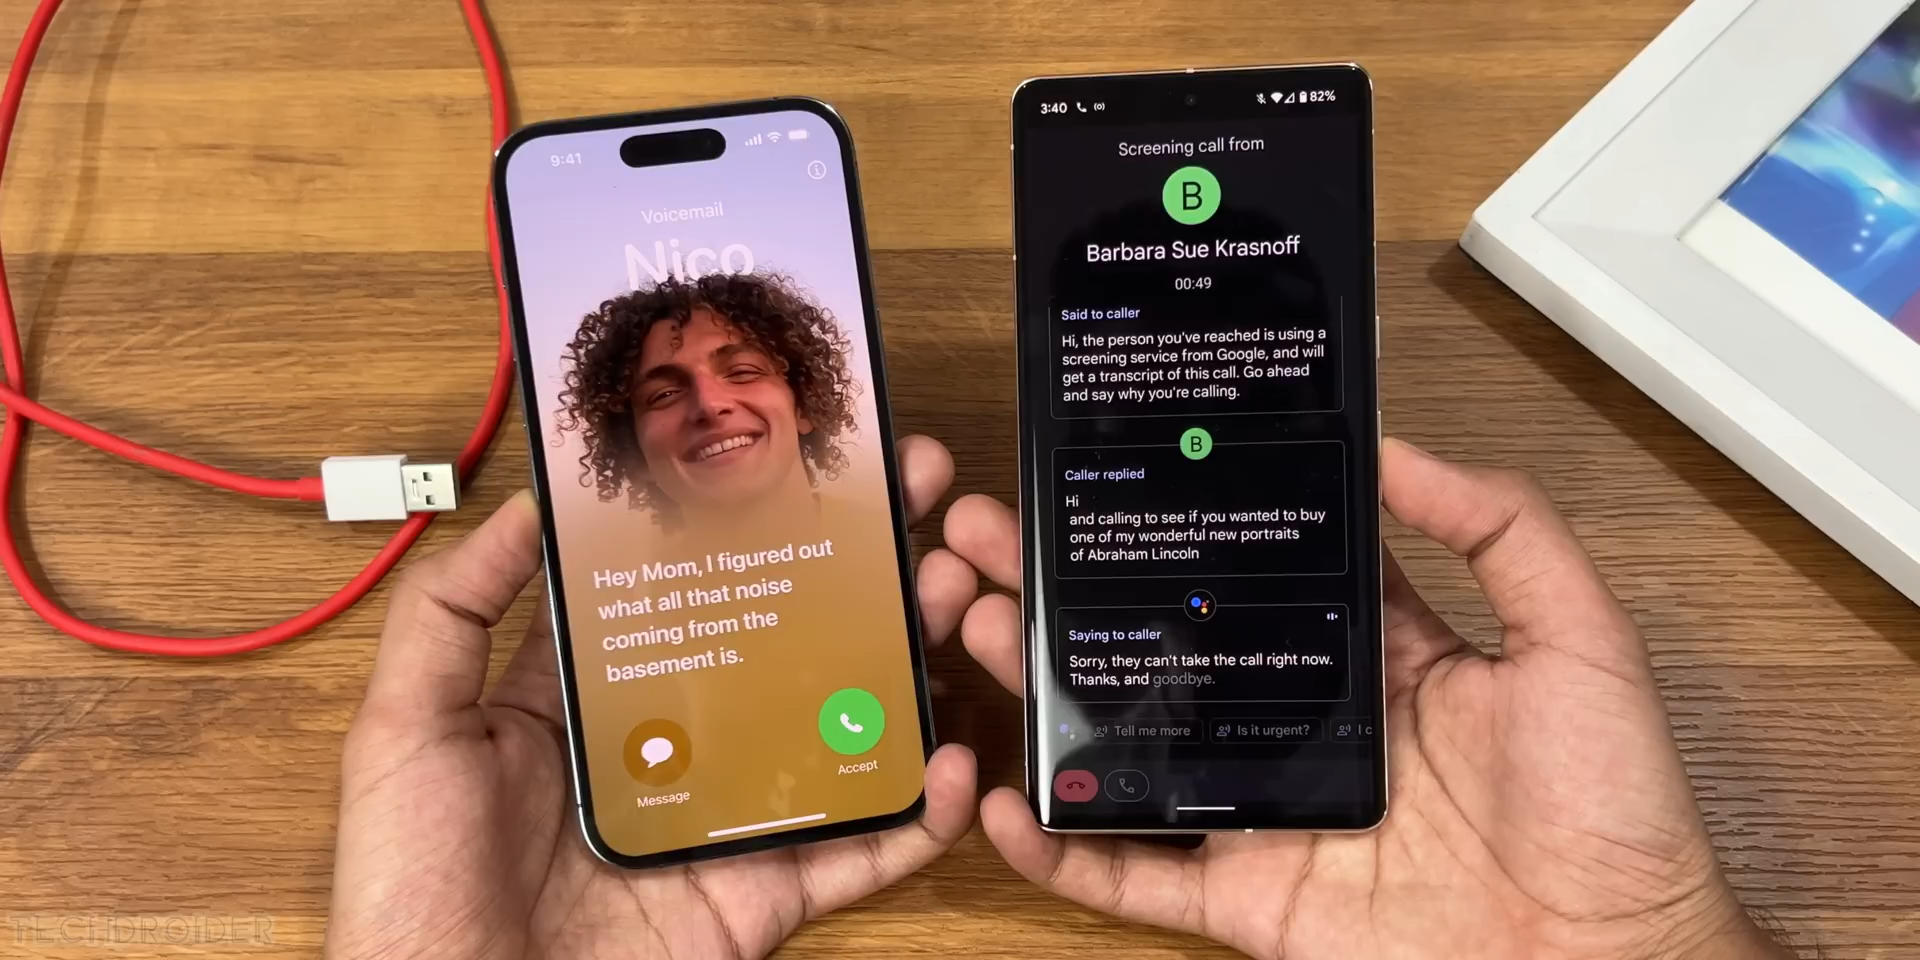 9:41
Voicemail
Nico
Hey Mom, I figured out
what all that noise
coming from the
basement is.
Message
Accept
3:40
82%
Screening call from
B
Barbara Sue Krasnoff
00:49
Said to caller
Hi, the person you've reached is using a
screening service from Google, and will
get a transcript of this call. Go ahead
and say why you're calling.
B
Caller replied
Hi
and calling to see if you wanted to buy
one of my wonderful new portraits
of Abraham Lincoln
Saying to caller
Sorry, they can't take the call right now.
Thanks, and goodbye.
Tell me more
Is it urgent?
I c
TECHDROIDER